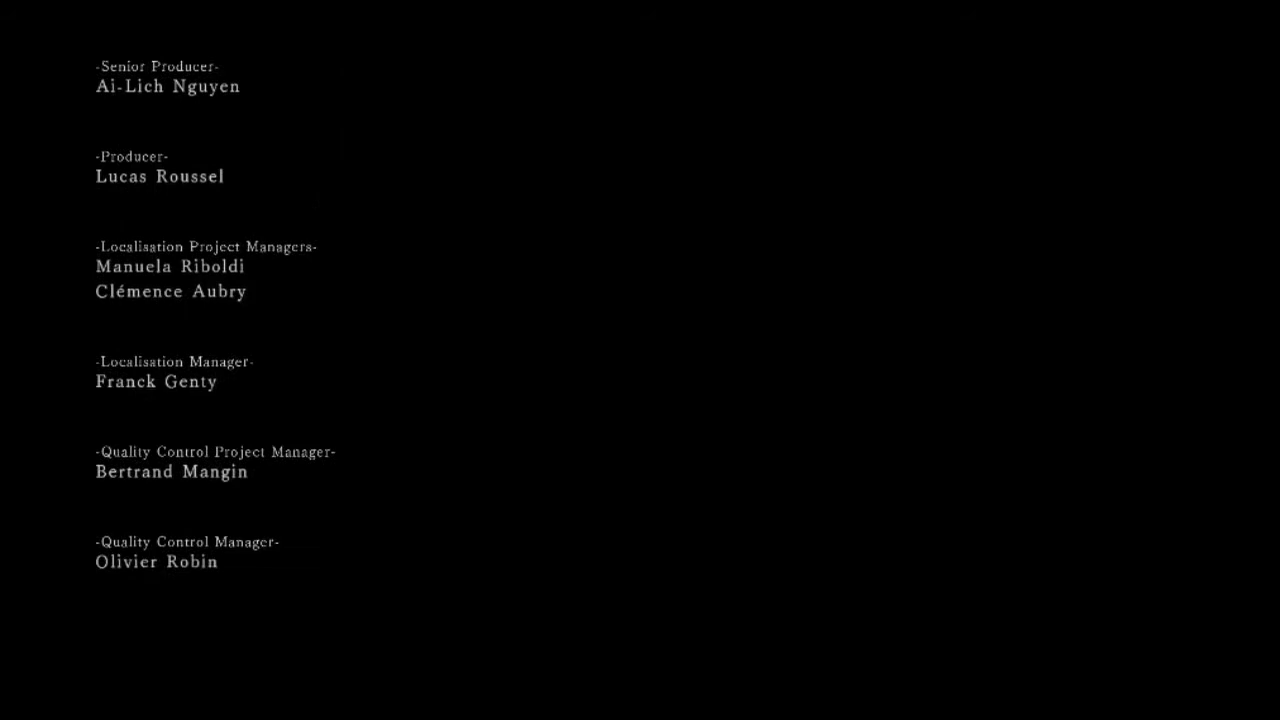 -Senior Producer-
Ai-Lich Nguyen
-Producer-
Lucas Roussel
-Localisation Project Managers-
Manuela Riboldi
Clémence Aubry
-Localisation Manager-
Franck Genty
-Quality Control Project Manager-
Bertrand Mangin
-Quality Control Manager-
Olivier Robin